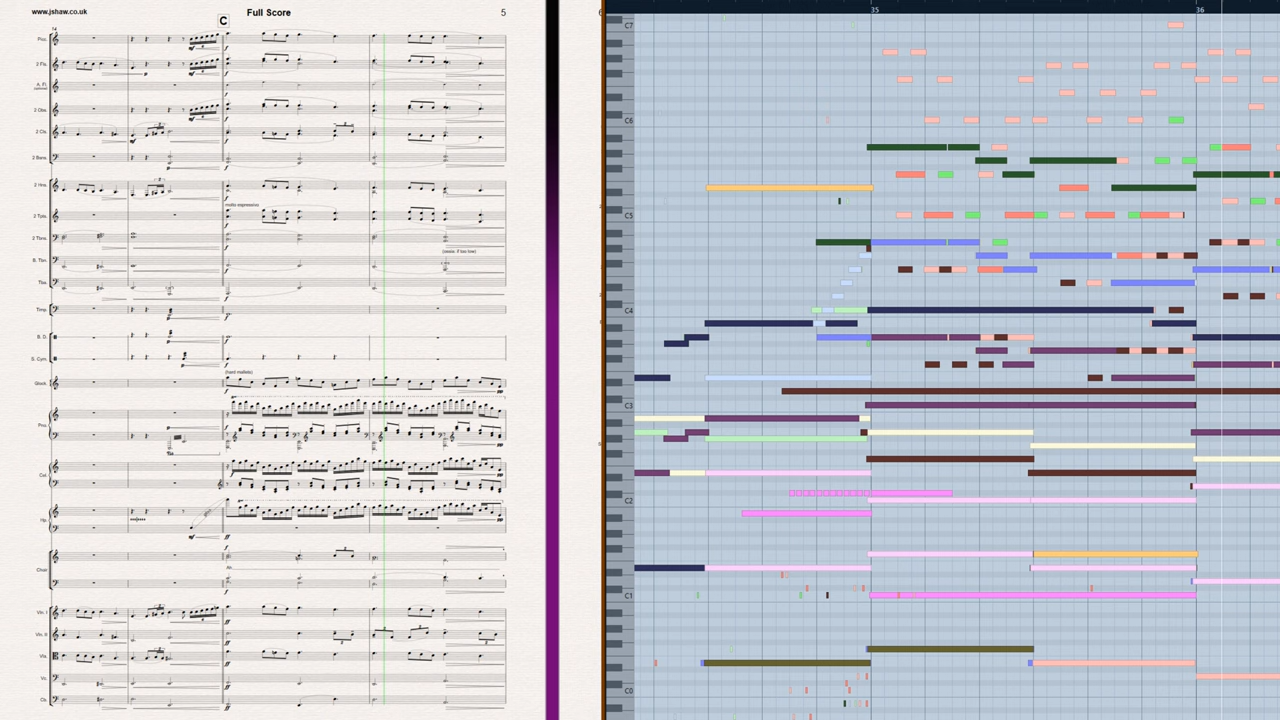 www.jshaw.co.uk
Full Score
5
C
Picc.
2 Fls.
A. Fl.
2 Obs.
2 Cls.
2 Bsns.
2 Hns.
molto espressivo
2 Tpts.
2 Tbns.
B. Tbn.
Tba.
Timp.
B. D.
S. Cym.
(hard mallets)
Glock.
Pno.
Cel.
Hp.
Choir
Vln. I
Vln. II
Vla.
Vc.
Cb.
35
36
C7
C6
C5
C4
C3
C2
C1
C0